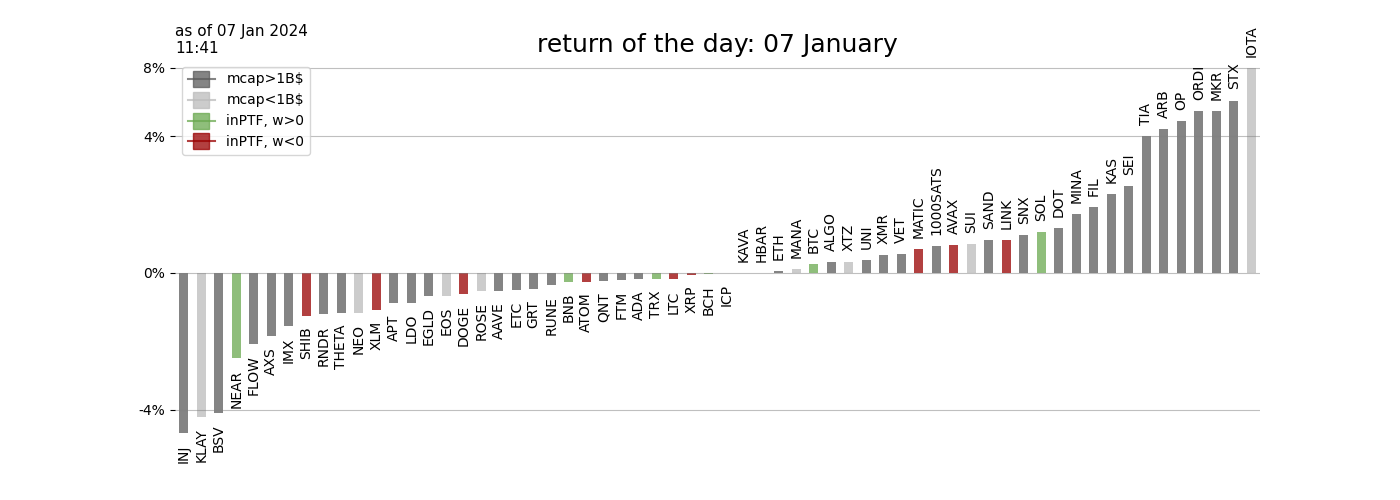 as of 07 Jan 2024
11:41
return of the day: 07 January
8%
4%
0%
-4%
mcap>1B$
mcap<1B$
inPTF, w>0
inPTF, w<0
INJ
KLAY
BSV
NEAR
FLOW
AXS
IMX
SHIB
RNDR
THETA
NEO
XLM
APT
LDO
EGLD
EOS
DOGE
ROSE
AAVE
ETC
GRT
RUNE
BNB
ATOM
QNT
FTM
ADA
TRX
LTC
XRP
BCH
ICP
KAVA
HBAR
ETH
MANA
BTC
ALGO
XTZ
UNI
XMR
VET
MATIC
1000SATS
AVAX
SUI
SAND
LINK
SNX
SOL
DOT
MINA
FIL
KAS
SEI
TIA
ARB
OP
ORDI
MKR
STX
IOTA